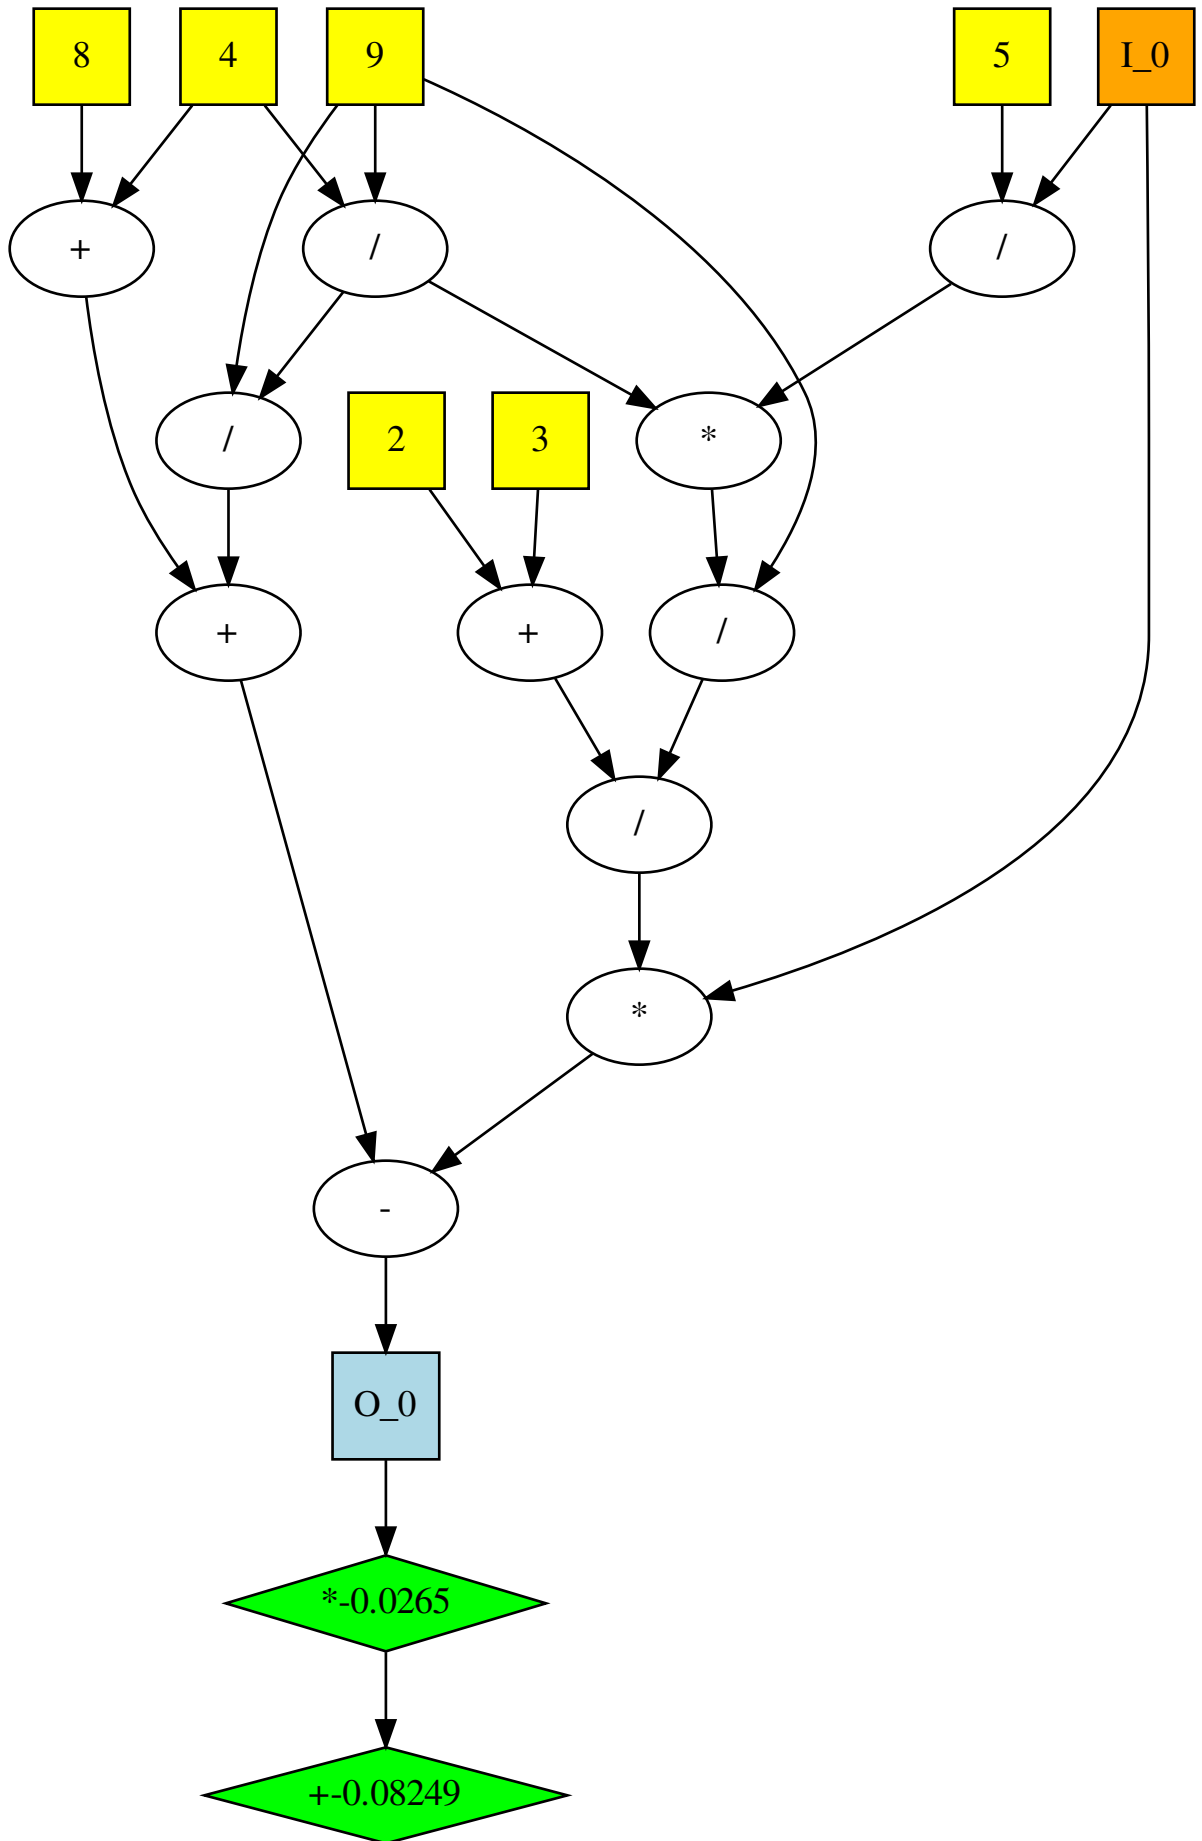 8 4 9 5 I_0
+ / /
/ 2 3 *
+ + /
/
*
-
O_0
*-0.0265
+-0.08249